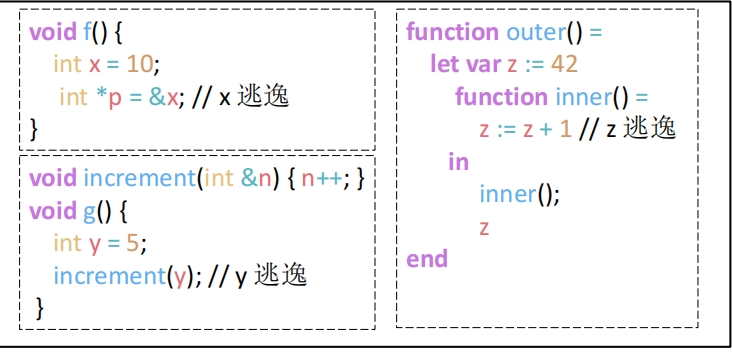 void f() {
int x = 10;
int *p = &x; // x 逃逸
}
void increment(int &n) { n++; }
void g() {
int y = 5;
increment(y); // y 逃逸
}
function outer() =
let var z := 42
function inner() =
z := z + 1 // z 逃逸
in
inner();
z
end